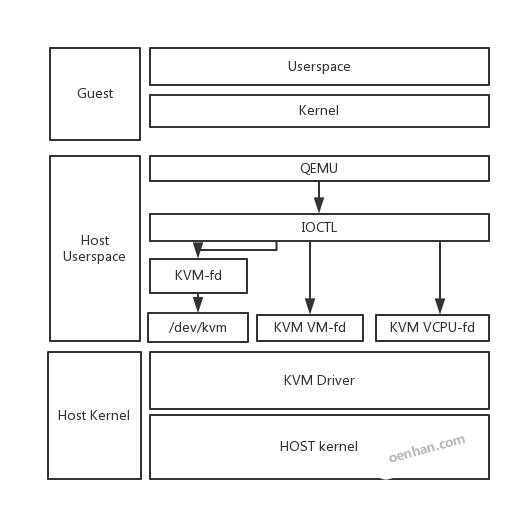 Guest
Userspace
Kernel
Host
Userspace
QEMU
IOCTL
KVM-fd
/dev/kvm
KVM VM-fd
KVM VCPU-fd
Host Kernel
KVM Driver
HOST kernel
oenhan.com